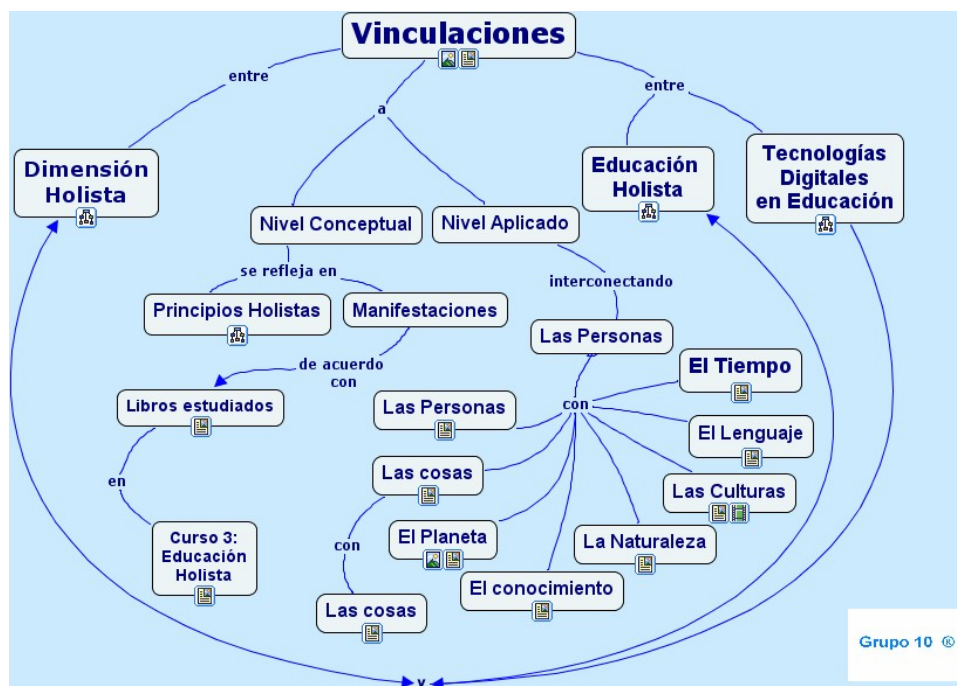 Vinculaciones
entre
entre
a
Dimensión
Holista
Educación
Holista
Tecnologías
Digitales
en Educación
Nivel Conceptual
Nivel Aplicado
se refleja en
interconectando
Principios Holistas
Manifestaciones
Las Personas
de acuerdo
con
El Tiempo
Libros estudiados
Las Personas
con
El Lenguaje
en
Las cosas
Las Culturas
Curso 3:
Educación
Holista
con
El Planeta
La Naturaleza
El conocimiento
Las cosas
Grupo 10 ®
y